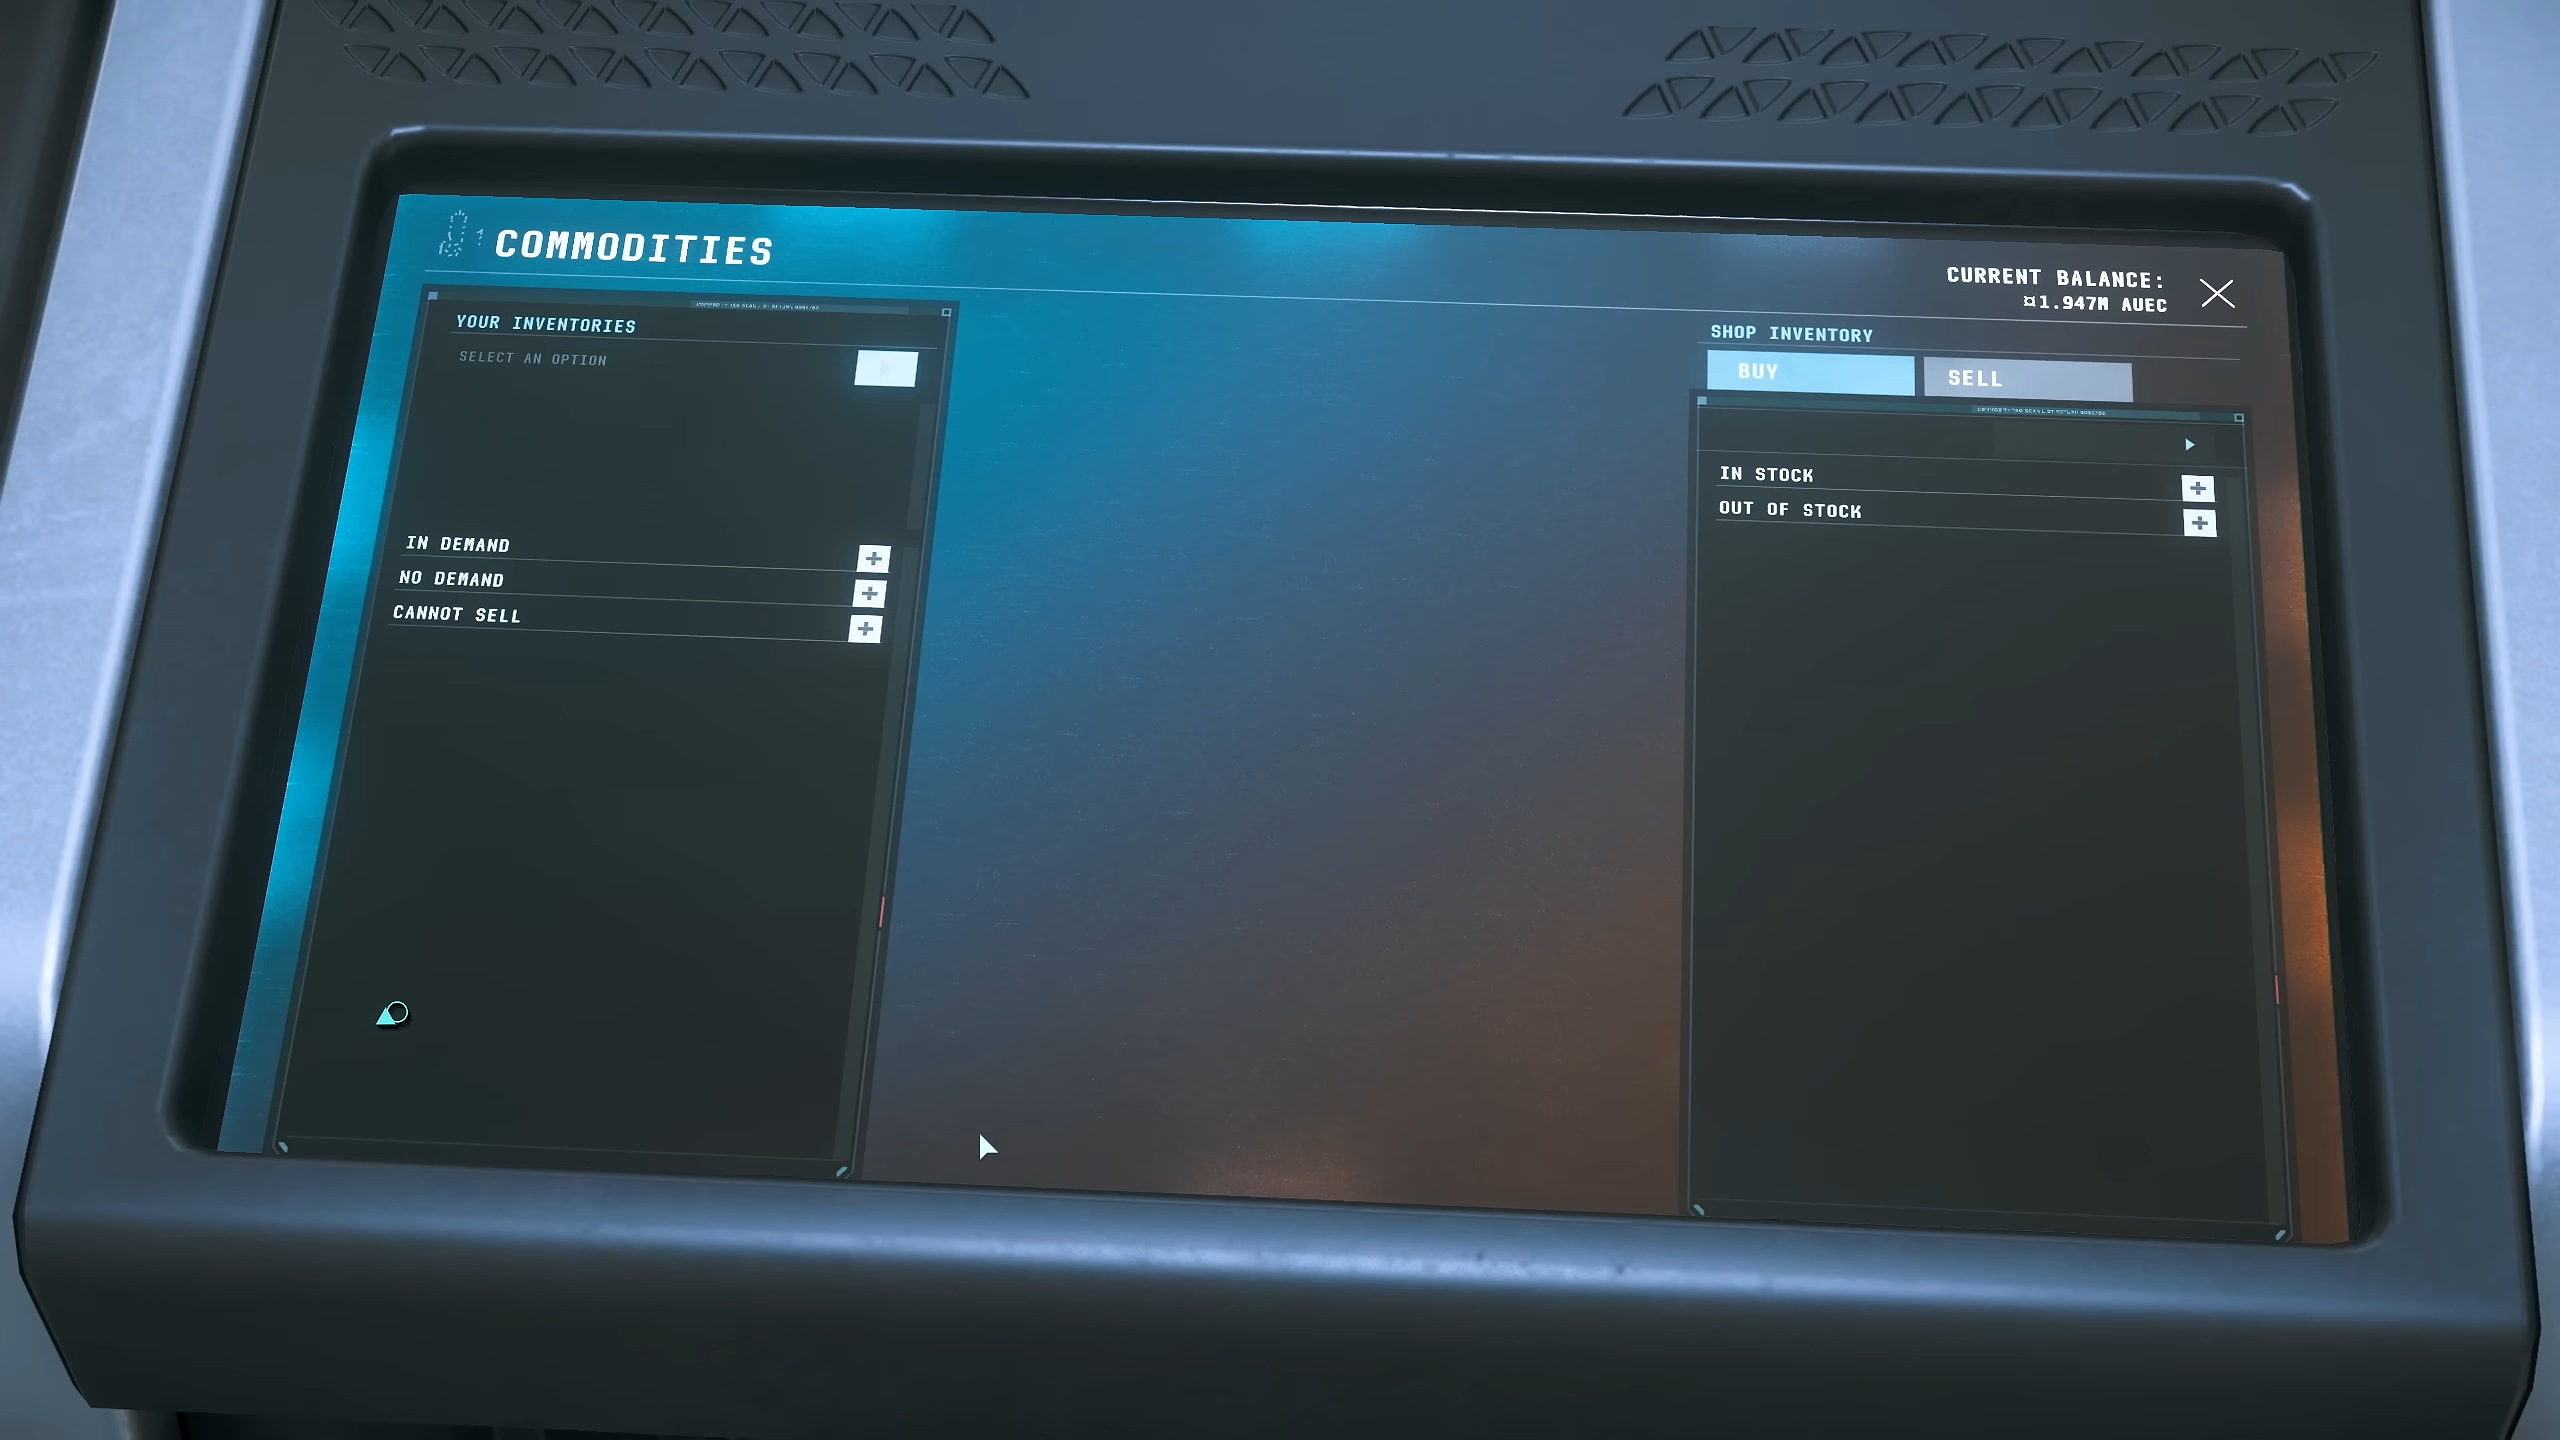 COMMODITIES
CURRENT BALANCE:
¤1.947M AUEC
YOUR INVENTORIES
SELECT AN OPTION
IN DEMAND
NO DEMAND
CANNOT SELL
SHOP INVENTORY
BUY
SELL
IN STOCK
OUT OF STOCK